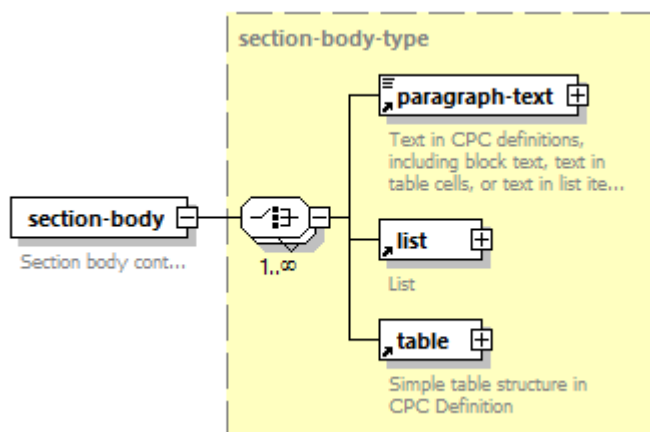 section-body-type
paragraph-text
Text in CPC definitions,
including block text, text in
table cells, or text in list ite...
section-body
Section body cont...
1..∞
list
List
table
Simple table structure in
CPC Definition